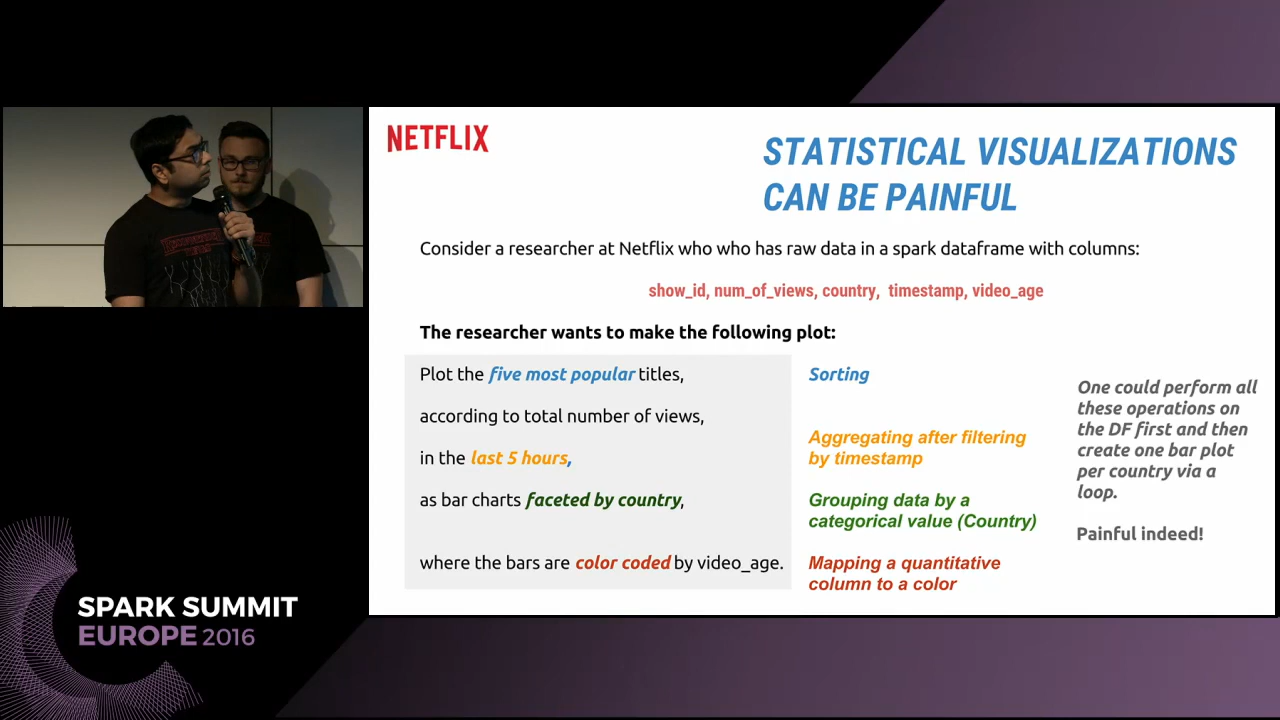 NETFLIX
STATISTICAL VISUALIZATIONS
CAN BE PAINFUL
Consider a researcher at Netflix who who has raw data in a spark dataframe with columns:
show_id, num_of_views, country, timestamp, video_age
The researcher wants to make the following plot:
Plot the five most popular titles,
Sorting
according to total number of views,
in the last 5 hours,
Aggregating after filtering
by timestamp
as bar charts faceted by country,
Grouping data by a
categorical value (Country)
where the bars are color coded by video_age.
Mapping a quantitative
column to a color
One could perform all
these operations on
the DF first and then
create one bar plot
per country via a
loop.
Painful indeed!
SPARK SUMMIT
EUROPE 2016